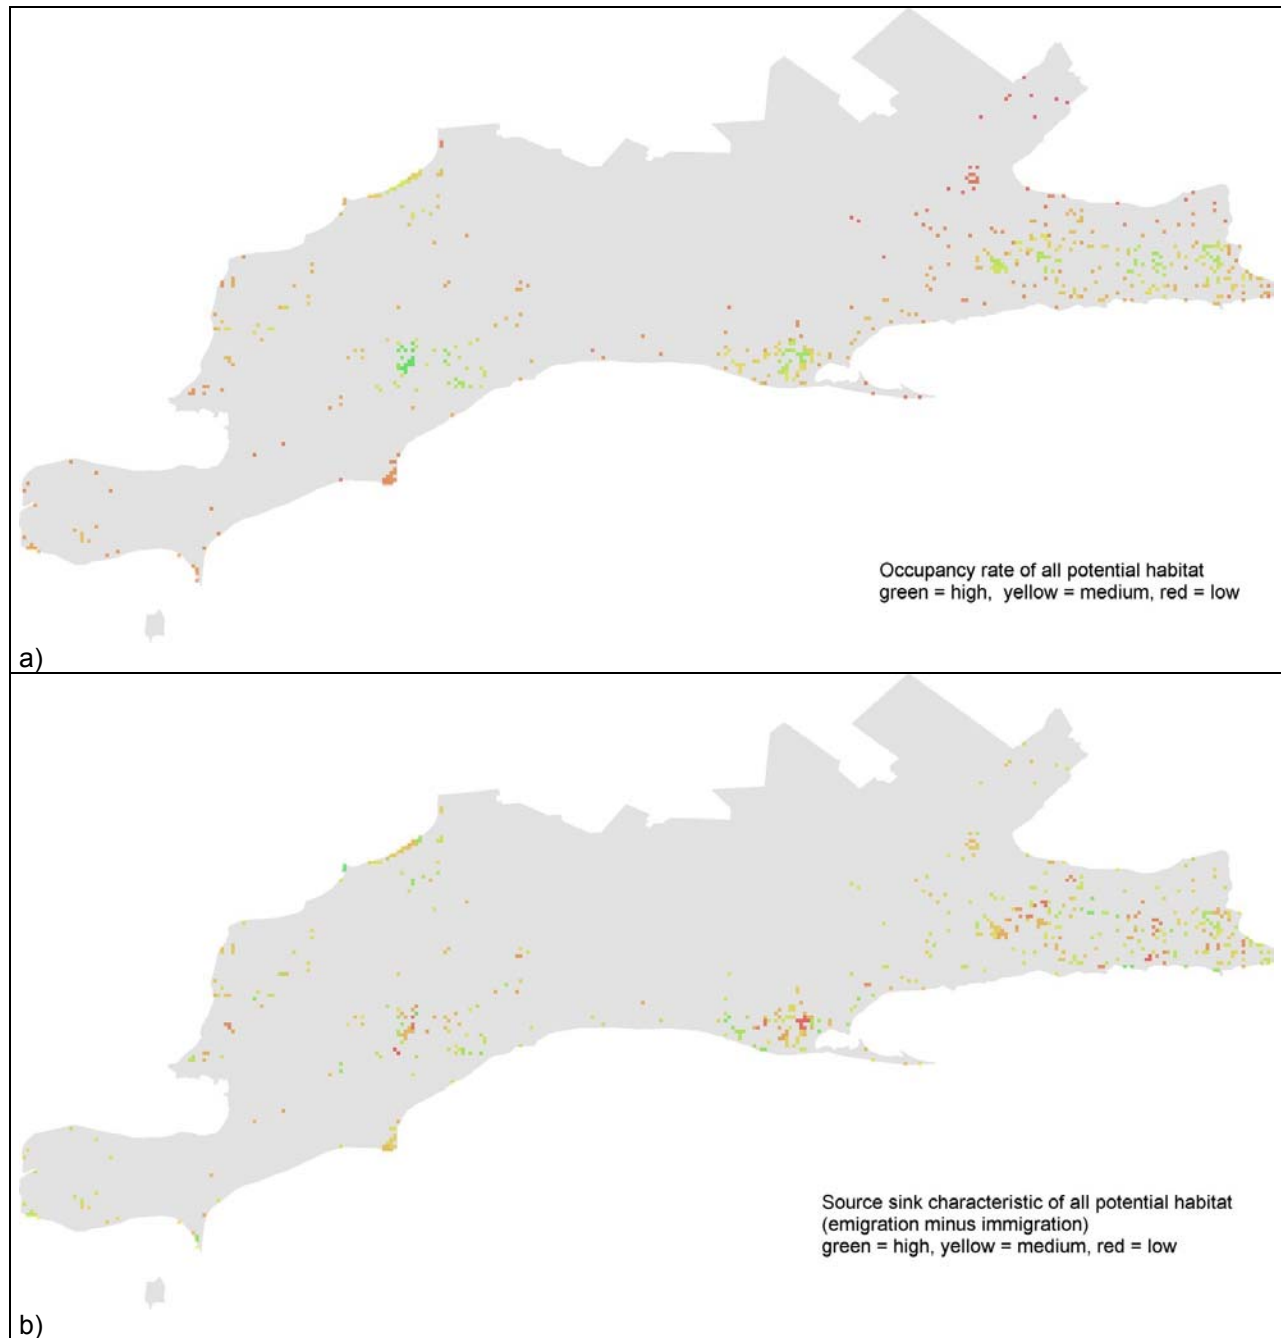 Occupancy rate of all potential habitat
green = high,  yellow = medium, red = low
a)
Source sink characteristic of all potential habitat
(emigration minus immigration)
green = high, yellow = medium, red = low
b)